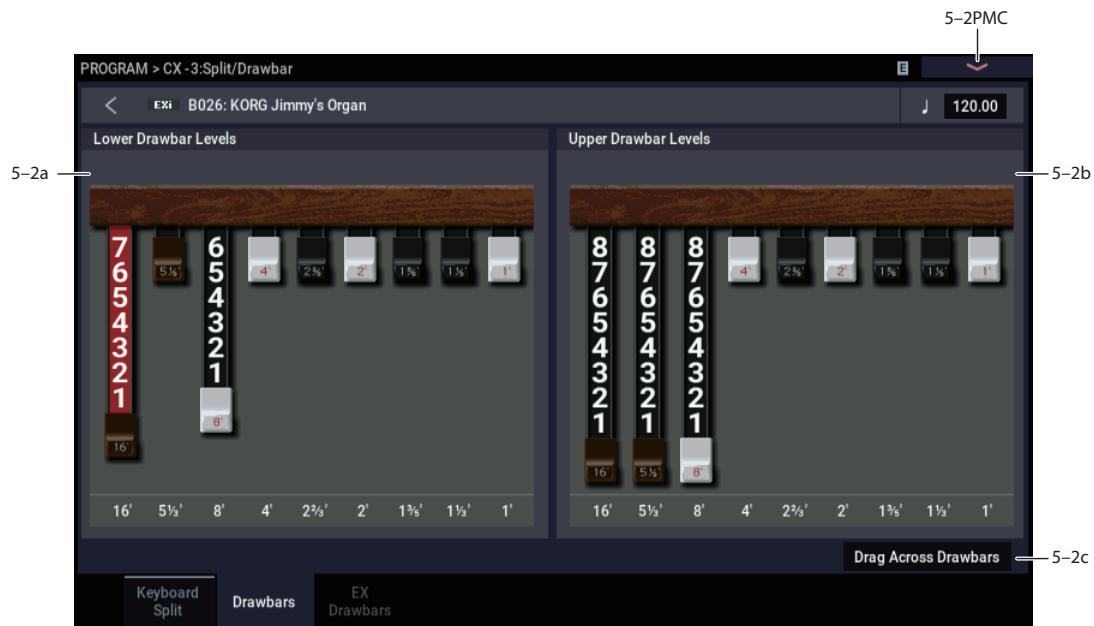 5–2PMC
PROGRAM > CX-3:Split/Drawbar E
EXi B026: KORG Jimmy's Organ ♩ 120.00
Lower Drawbar Levels Upper Drawbar Levels
5–2a 5–2b
7 6 8 8 8
6 5⅓' 5 4' 2⅔' 2' 1⅗' 1⅓' 1' 7 7 7 4' 2⅔' 2' 1⅗' 1⅓' 1'
5 4 6 6 6
4 3 5 5 5
3 2 4 4 4
2 1 3 3 3
1 2 2 2
8' 1 1 1
16' 16' 5⅓' 8'
16' 5⅓' 8' 4' 2⅔' 2' 1⅗' 1⅓' 1' 16' 5⅓' 8' 4' 2⅔' 2' 1⅗' 1⅓' 1'
Drag Across Drawbars 5–2c
Keyboard
Split
Drawbars
EX
Drawbars